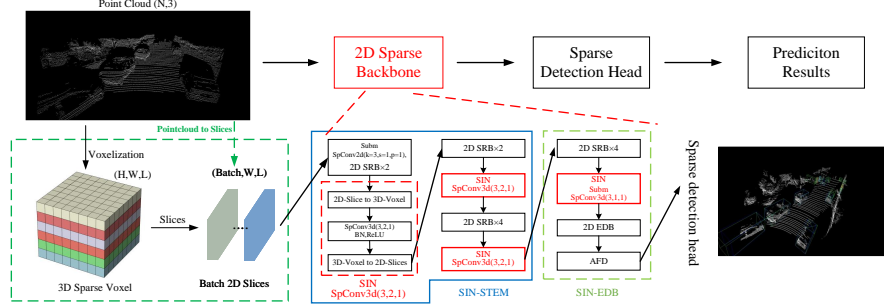 Point Cloud (N,3)
2D Sparse
Backbone
Sparse
Detection Head
Prediciton
Results
Pointcloud to Slices
Voxelization
(H,W,L)
(Batch,W,L)
Slices
3D Sparse Voxel
Batch 2D Slices
Subm
SpConv2d(k=3,s=1,p=1),
2D SRB×2
2D-Slice to 3D-Voxel
SpConv3d(3,2,1)
BN,ReLU
3D-Voxel to 2D-Slices
SIN
SpConv3d(3,2,1)
2D SRB×2
SIN
SpConv3d(3,2,1)
2D SRB×4
SIN
SpConv3d(3,2,1)
SIN-STEM
2D SRB×4
SIN
Subm
SpConv3d(3,1,1)
2D EDB
AFD
SIN-EDB
Sparse detection head